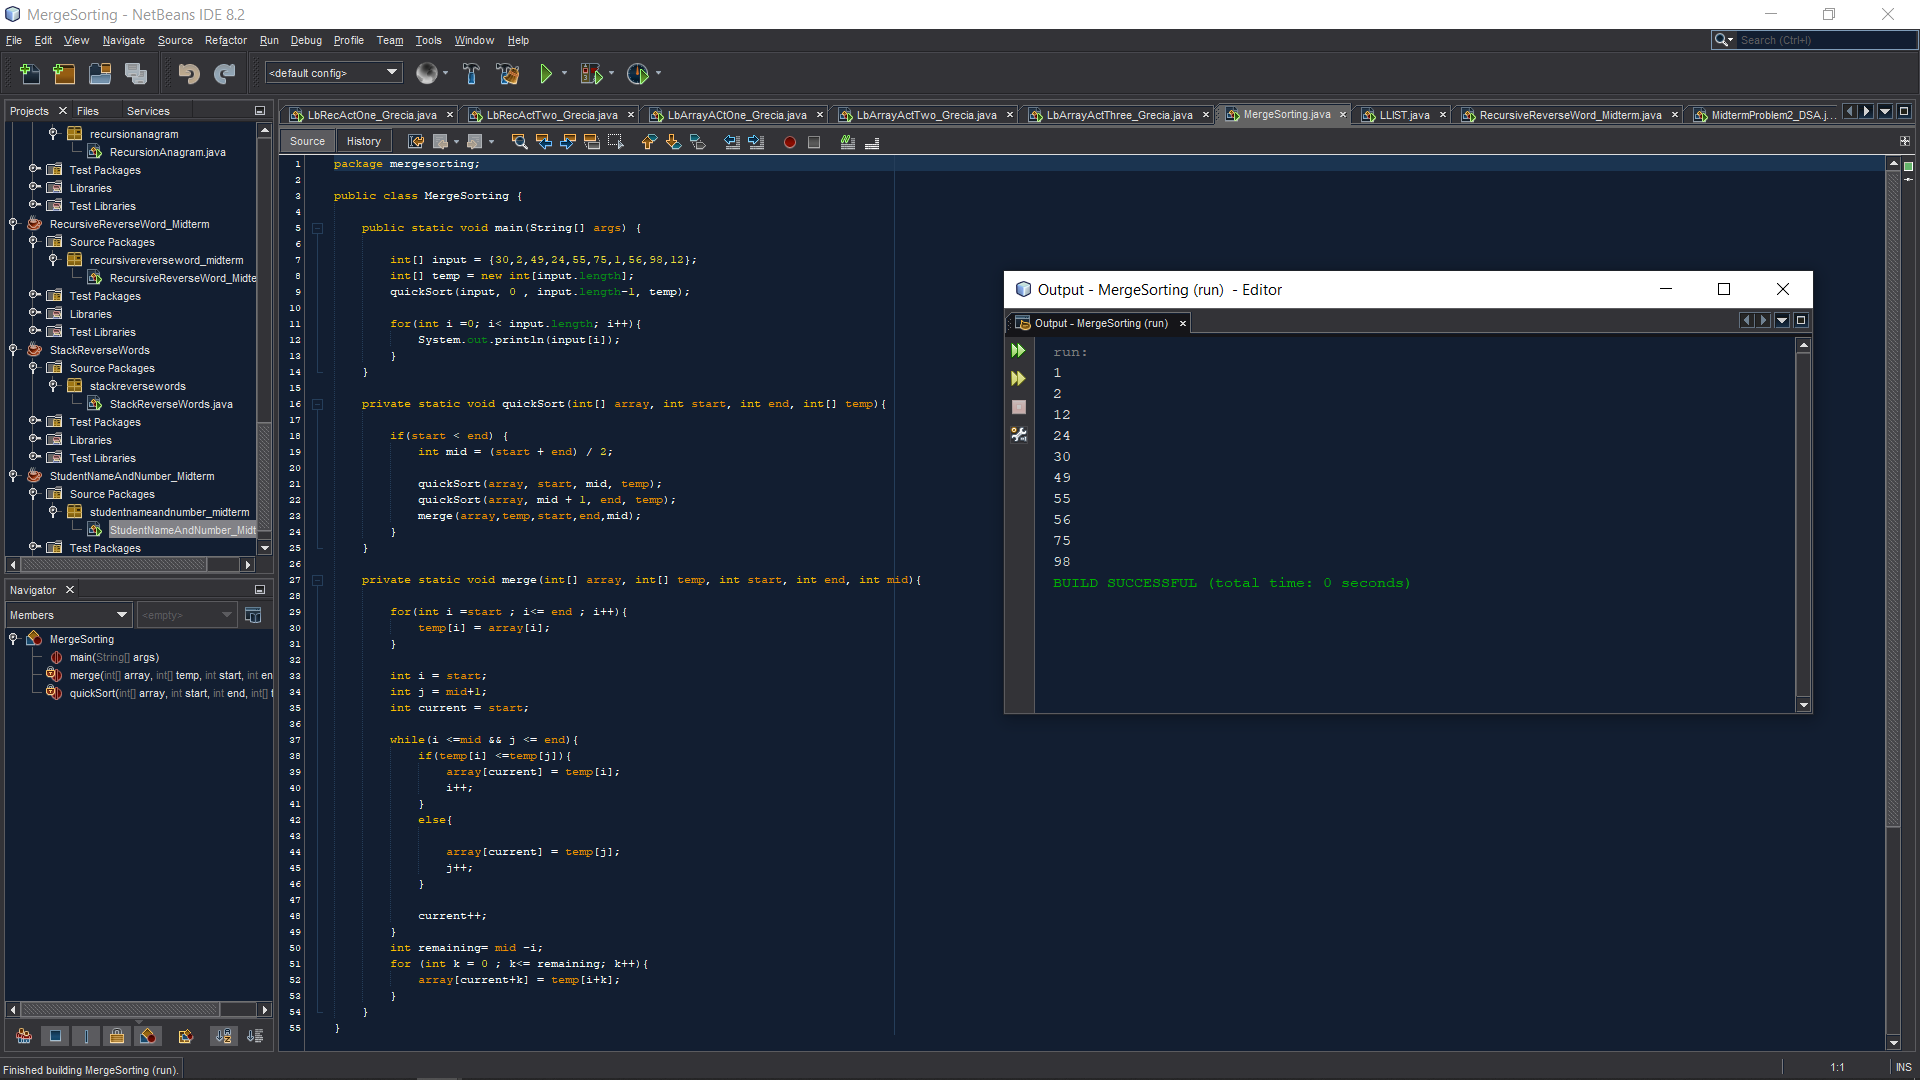 MergeSorting - NetBeans IDE 8.2
File Edit View Navigate Source Refactor Run Debug Profile Team Tools Window Help
Search (Ctrl+I)
<default config>
Projects Files Services
recursionanagram
RecursionAnagram.java
Test Packages
Libraries
Test Libraries
RecursiveReverseWord_Midterm
Source Packages
recursivereverseword_midterm
RecursiveReverseWord_Midte
Test Packages
Libraries
Test Libraries
StackReverseWords
Source Packages
stackreversewords
StackReverseWords.java
Test Packages
Libraries
Test Libraries
StudentNameAndNumber_Midterm
Source Packages
studentnameandnumber_midterm
StudentNameAndNumber_Midt
Test Packages
Navigator
Members <empty>
MergeSorting
main(String[] args)
merge(int[] array, int[] temp, int start, int en
quickSort(int[] array, int start, int end, int[] t
LbRecActOne_Grecia.java LbRecActTwo_Grecia.java LbArrayACtOne_Grecia.java LbArrayActTwo_Grecia.java LbArrayActThree_Grecia.java MergeSorting.java LLIST.java RecursiveReverseWord_Midterm.java MidtermProblem2_DSA.j...
Source History
1 package mergesorting;
2
3 public class MergeSorting {
4
5 public static void main(String[] args) {
6
7 int[] input = {30,2,49,24,55,75,1,56,98,12};
8 int[] temp = new int[input.length];
9 quickSort(input, 0 , input.length-1, temp);
10
11 for(int i =0; i< input.length; i++){
12 System.out.println(input[i]);
13 }
14 }
15
16 private static void quickSort(int[] array, int start, int end, int[] temp){
17
18 if(start < end) {
19 int mid = (start + end) / 2;
20
21 quickSort(array, start, mid, temp);
22 quickSort(array, mid + 1, end, temp);
23 merge(array,temp,start,end,mid);
24 }
25 }
26
27 private static void merge(int[] array, int[] temp, int start, int end, int mid){
28
29 for(int i =start ; i<= end ; i++){
30 temp[i] = array[i];
31 }
32
33 int i = start;
34 int j = mid+1;
35 int current = start;
36
37 while(i <=mid && j <= end){
38 if(temp[i] <=temp[j]){
39 array[current] = temp[i];
40 i++;
41 }
42 else{
43
44 array[current] = temp[j];
45 j++;
46 }
47
48 current++;
49 }
50 int remaining= mid -i;
51 for (int k = 0 ; k<= remaining; k++){
52 array[current+k] = temp[i+k];
53 }
54 }
55 }
Output - MergeSorting (run) - Editor
Output - MergeSorting (run)
run:
1
2
12
24
30
49
55
56
75
98
BUILD SUCCESSFUL (total time: 0 seconds)
Finished building MergeSorting (run).
1:1 INS